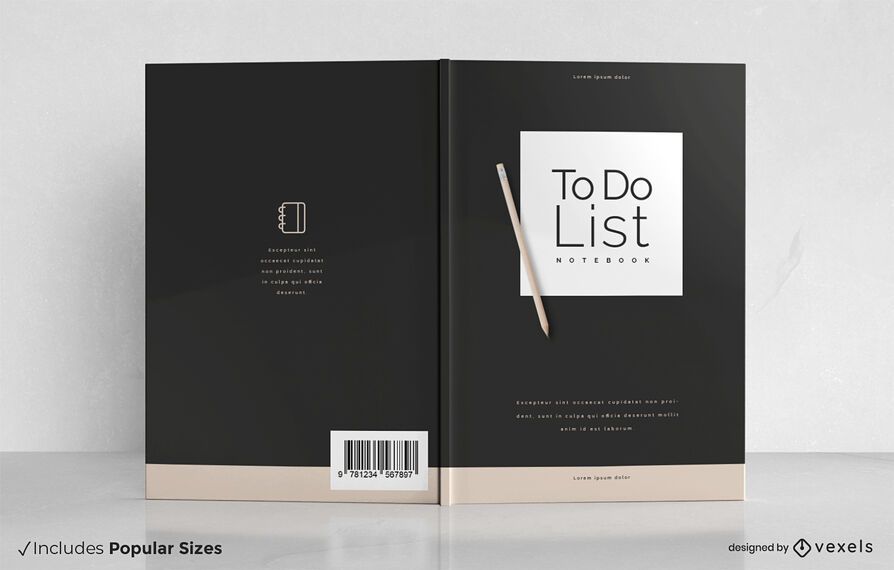 Excepteur sint
occaecat cupidatat
non proident, sunt
in culpa qui officia
deserunt.
9 781234 567897
Lorem ipsum dolor
To Do
List
NOTEBOOK
Excepteur sint occaecat cupidatat non proi-
dent, sunt in culpa qui officia deserunt mollit
anim id est laborum.
Lorem ipsum dolor
✓Includes Popular Sizes
designed by vexels